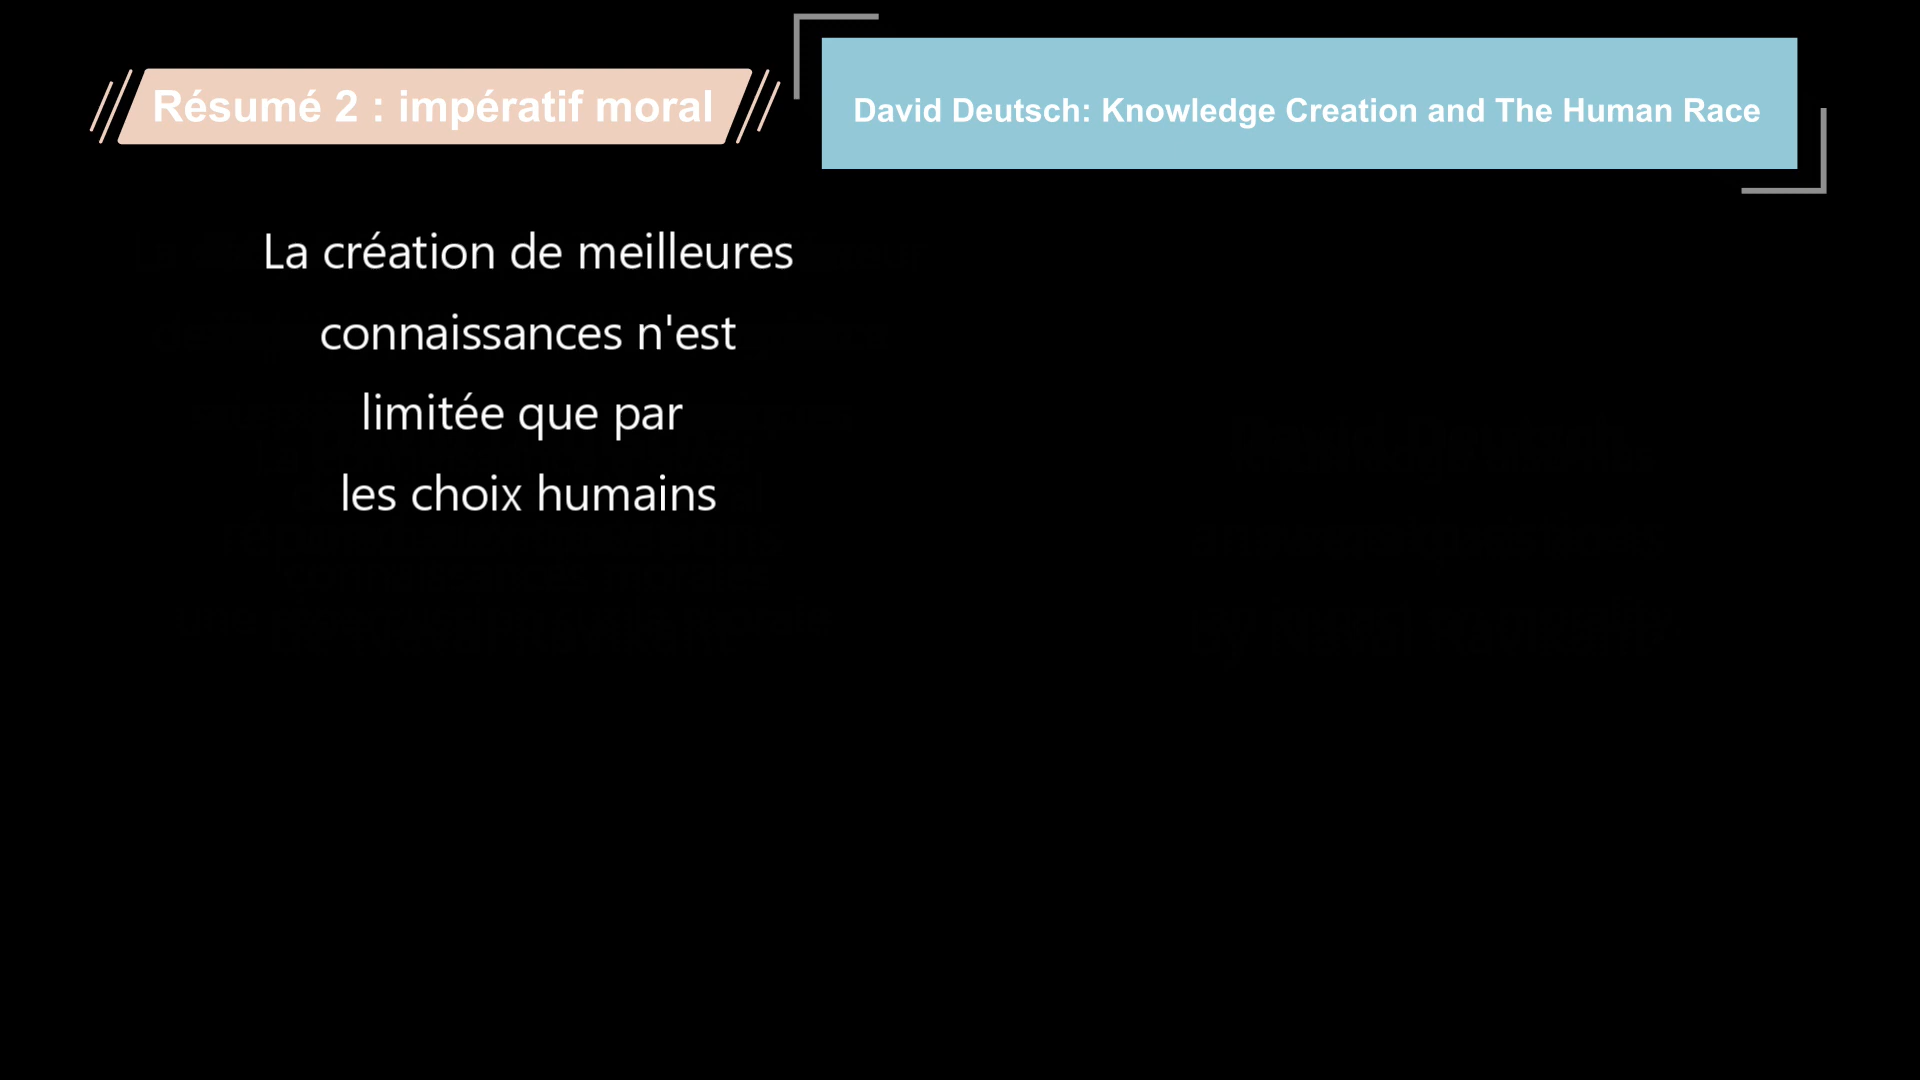 Résumé 2 : impératif moral
David Deutsch: Knowledge Creation and The Human Race
La création de meilleures
connaissances n'est
limitée que par
les choix humains